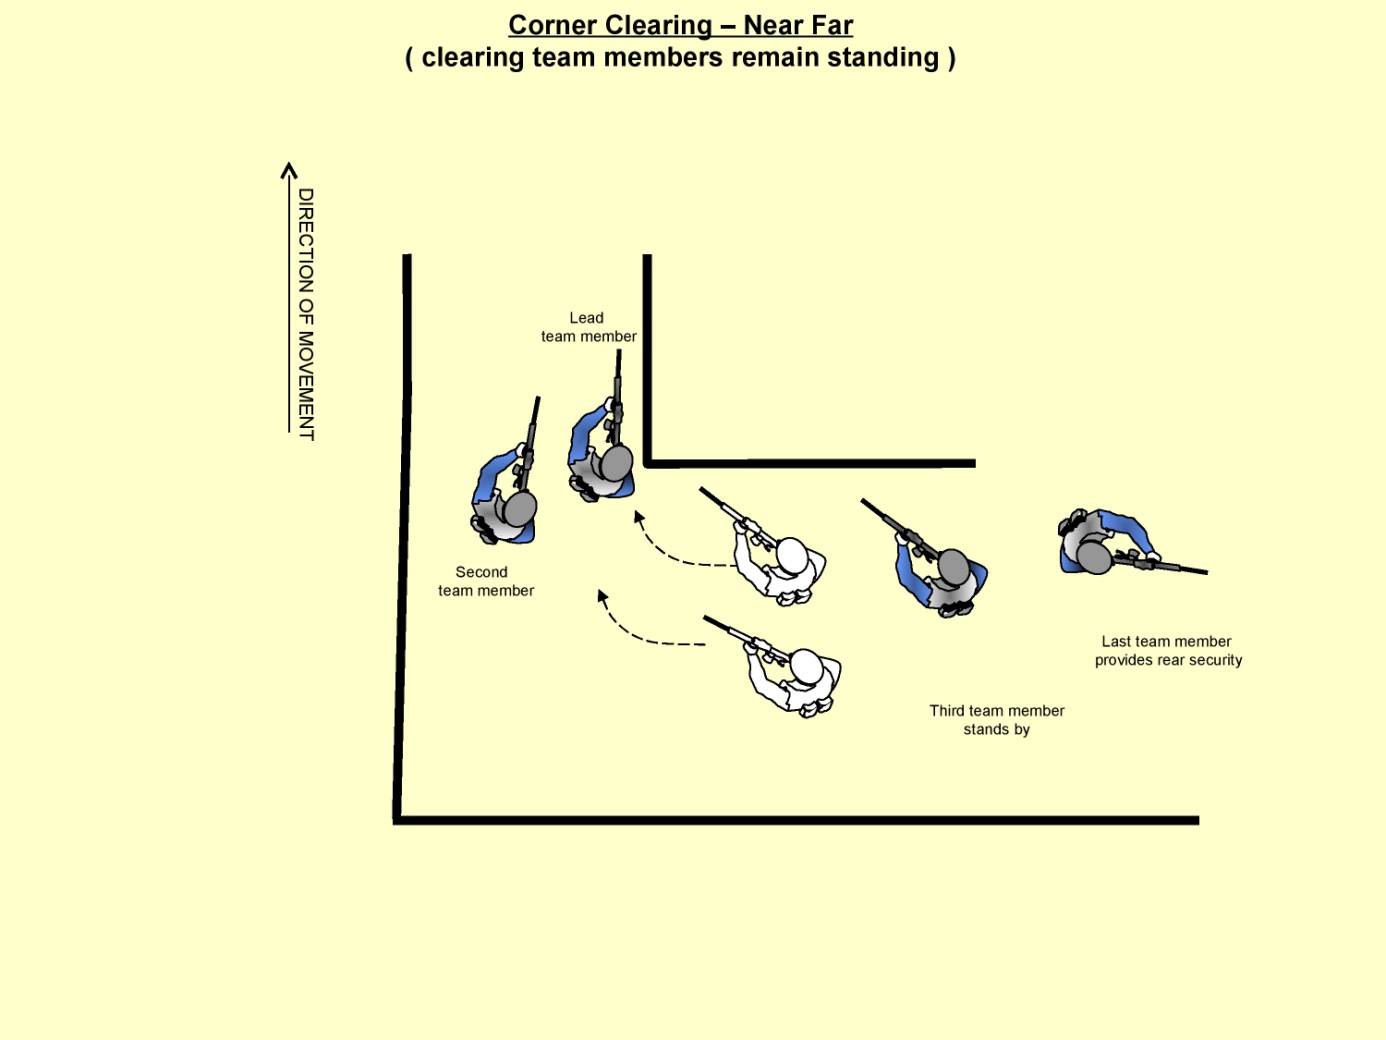 Corner Clearing – Near Far
( clearing team members remain standing )
DIRECTION OF MOVEMENT
Lead
team member
Second
team member
Last team member
provides rear security
Third team member
stands by